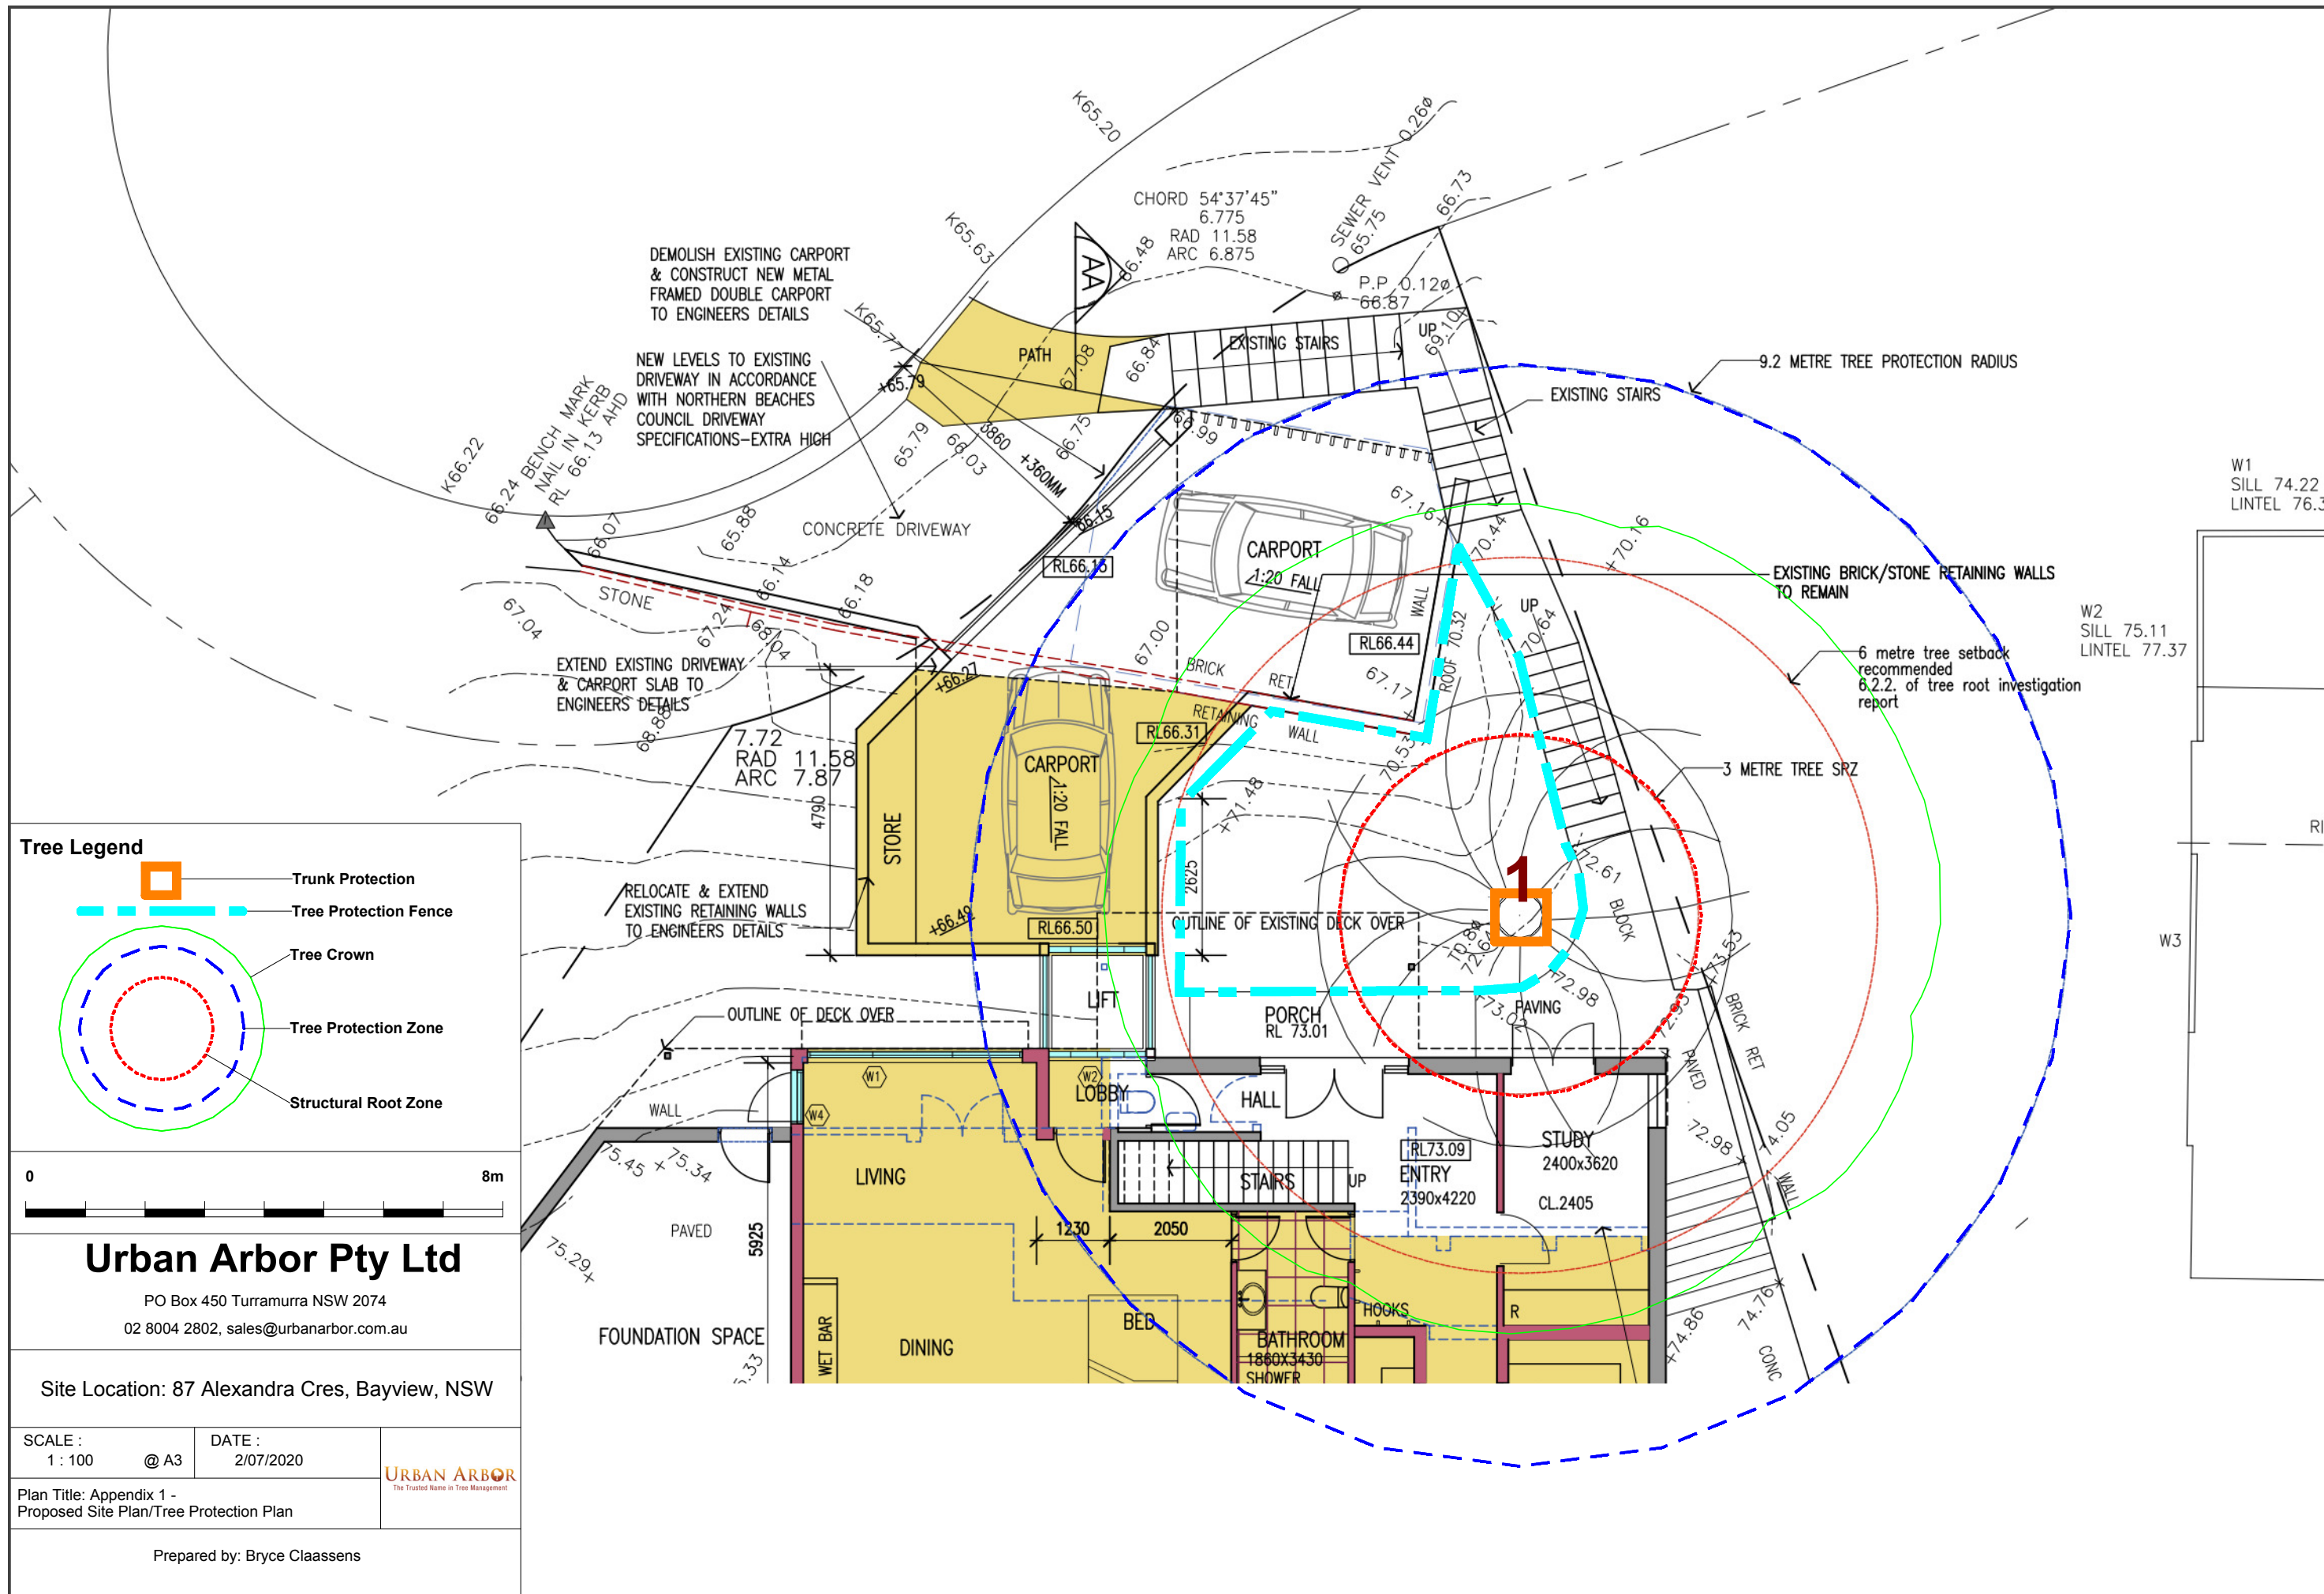 K65.20
SEWER VENT 0.26ø
65.75
66.73
CHORD 54°37'45"
6.775
RAD 11.58
ARC 6.875
K65.63
66.48
AA
P.P 0.12ø
66.87
DEMOLISH EXISTING CARPORT
& CONSTRUCT NEW METAL
FRAMED DOUBLE CARPORT
TO ENGINEERS DETAILS
K65.77
PATH
67.08
66.84
EXISTING STAIRS
UP
69.10
NEW LEVELS TO EXISTING
DRIVEWAY IN ACCORDANCE
WITH NORTHERN BEACHES
COUNCIL DRIVEWAY
SPECIFICATIONS-EXTRA HIGH
+65.79
9.2 METRE TREE PROTECTION RADIUS
EXISTING STAIRS
K66.22
66.24 BENCH MARK
NAIL IN KERB
RL 66.13 AHD
65.79
66.03
3860
+360MM
66.75
66.99
W1
SILL 74.22
66.07
65.88
CONCRETE DRIVEWAY
66.15
67.16+
70.44
+70.16
CARPORT
1:20 FALL
EXISTING BRICK/STONE RETAINING WALLS
TO REMAIN
STONE
66.14
66.18
67.04
67.24
68.04
67.00
WALL
RL66.44
ROOF 70.32
UP
70.64
W2
SILL 75.11
LINTEL 77.37
6 metre tree setback
recommended
6.2.2. of tree root investigation
report
EXTEND EXISTING DRIVEWAY
& CARPORT SLAB TO
ENGINEERS DETAILS
+66.27
BRICK
RET
67.17
RETAINING
WALL
68.88
RL66.31
7.72
RAD 11.58
ARC 7.87
4790
CARPORT
1:20 FALL
70.53
+71.48
3 METRE TREE SRZ
STORE
2625
1
72.61
BLOCK
RELOCATE & EXTEND
EXISTING RETAINING WALLS
TO ENGINEERS DETAILS
+66.49
RL66.50
OUTLINE OF EXISTING DECK OVER
+73.53
W3
LIFT
+72.98
+73.02
PAVING
OUTLINE OF DECK OVER
PORCH
RL 73.01
BRICK RET
PAVED
W1
W2
W4
LOBBY
HALL
WALL
72.98
74.05
WALL
75.45
+ 75.34
LIVING
STAIRS
UP
RL73.09
ENTRY
2390x4220
STUDY
2400x3620
CL.2405
PAVED
5925
1230
2050
75.29+
FOUNDATION SPACE
WET BAR
DINING
BED
BATHROOM
1860X3430
SHOWER
HOOKS
R
+74.86
74.76
CONC
Tree Legend
Trunk Protection
Tree Protection Fence
Tree Crown
Tree Protection Zone
Structural Root Zone
0 8m
Urban Arbor Pty Ltd
PO Box 450 Turramurra NSW 2074
02 8004 2802, sales@urbanarbor.com.au
Site Location: 87 Alexandra Cres, Bayview, NSW
SCALE :
1 : 100 @ A3
DATE :
2/07/2020
URBAN ARBOR
The Trusted Name in Tree Management
Plan Title: Appendix 1 -
Proposed Site Plan/Tree Protection Plan
Prepared by: Bryce Claassens